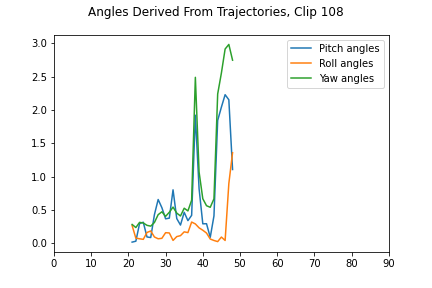 Angles Derived From Trajectories, Clip 108
3.0
2.5
2.0
1.5
1.0
0.5
0.0
Pitch angles
Roll angles
Yaw angles
0 10 20 30 40 50 60 70 80 90